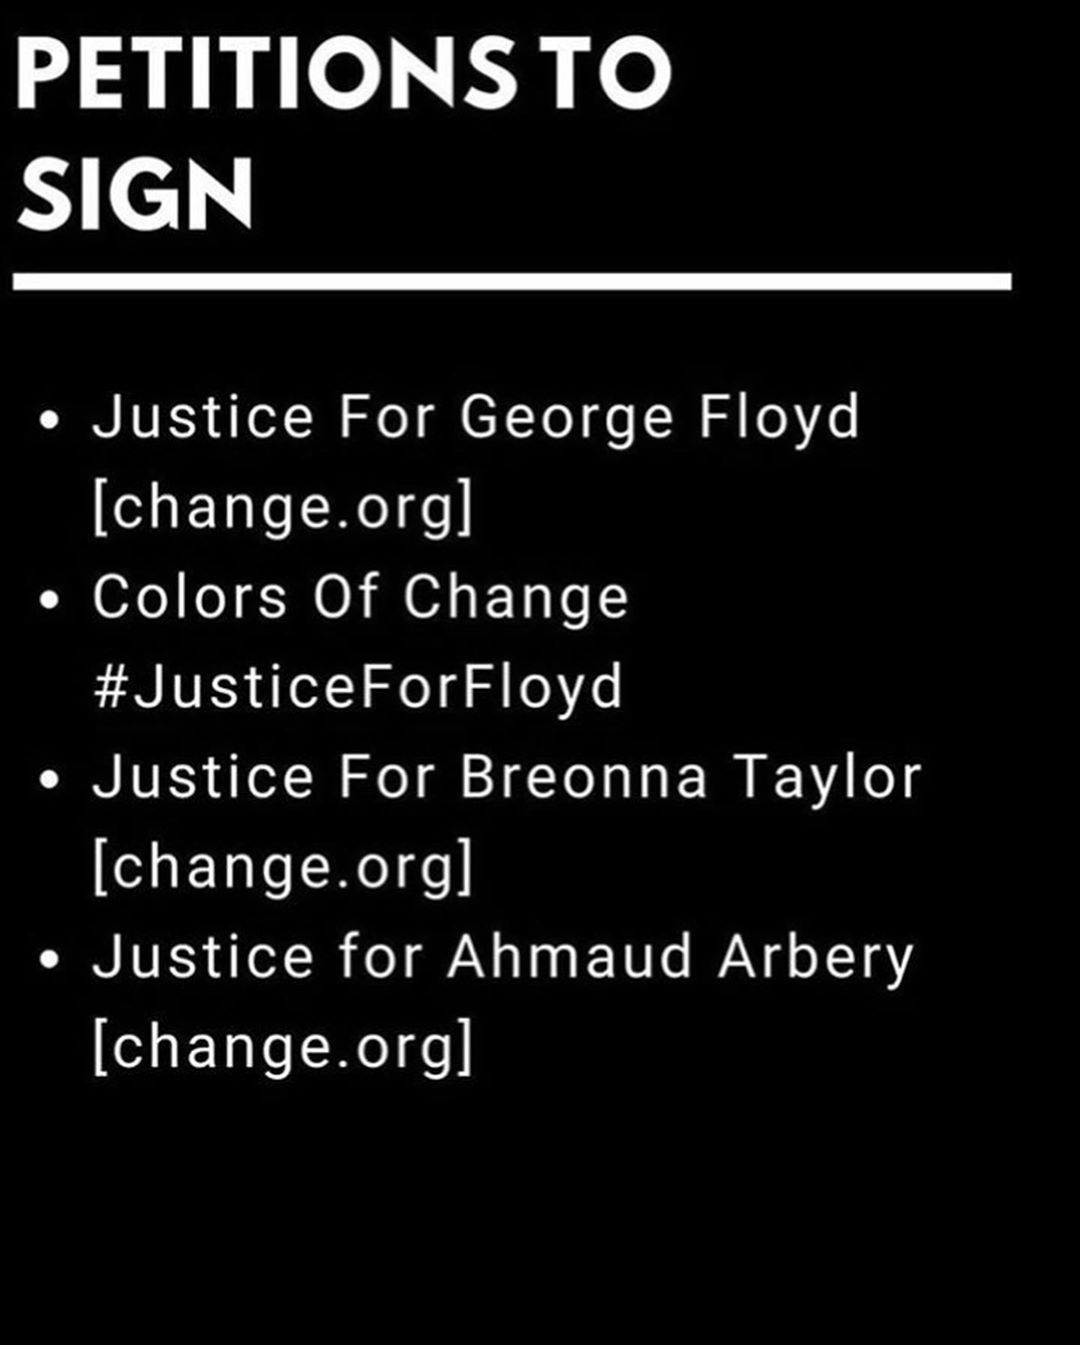 PETITIONS TO
SIGN
• Justice For George Floyd
[change.org]
• Colors Of Change
#JusticeForFloyd
• Justice For Breonna Taylor
[change.org]
• Justice for Ahmaud Arbery
[change.org]